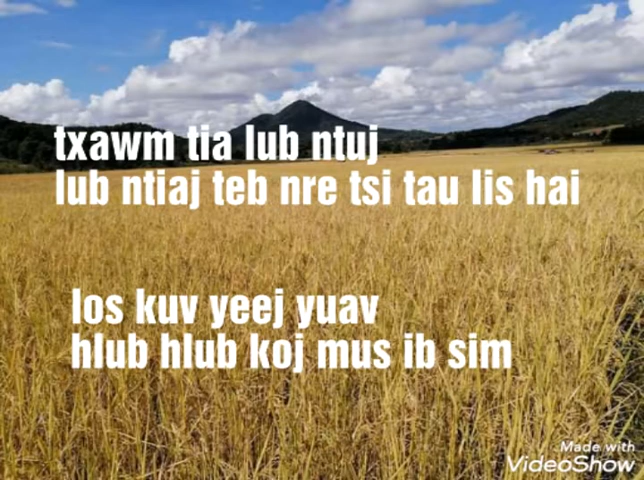 txawm tia lub ntuj
lub ntiaj teb nre tsi tau lis hai
los kuv yeej yuav
hlub hlub koj mus ib sim
Made with
VideoShow